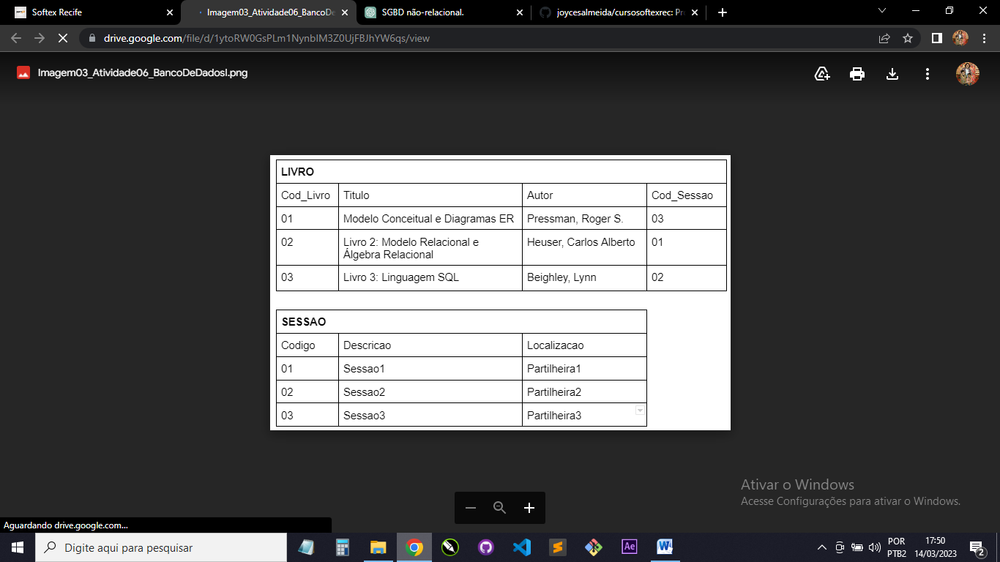 Softex Recife
Imagem03_Atividade06_BancoDe
SGBD não-relacional.
joycesalmeida/cursosoftexrec: Pr
drive.google.com/file/d/1ytoRW0GsPLm1NynbIM3Z0UjFBJhYW6qs/view
Imagem03_Atividade06_BancoDeDadosI.png
LIVRO
Cod_Livro Titulo Autor Cod_Sessao
01 Modelo Conceitual e Diagramas ER Pressman, Roger S. 03
02 Livro 2: Modelo Relacional e Heuser, Carlos Alberto 01
Álgebra Relacional
03 Livro 3: Linguagem SQL Beighley, Lynn 02
SESSAO
Codigo Descricao Localizacao
01 Sessao1 Partilheira1
02 Sessao2 Partilheira2
03 Sessao3 Partilheira3
Ativar o Windows
Acesse Configurações para ativar o Windows.
Aguardando drive.google.com...
Digite aqui para pesquisar
Ae
W
POR
PTB2
17:50
14/03/2023
2